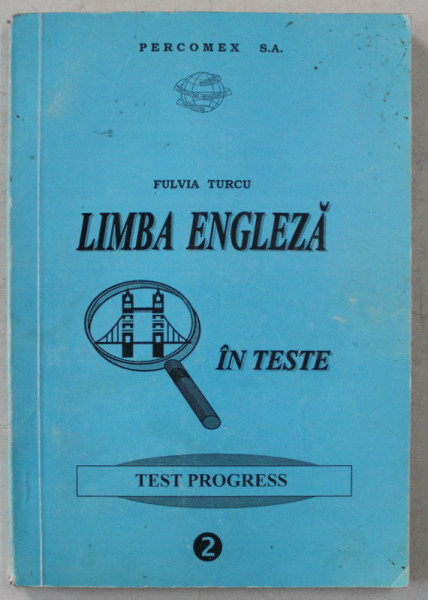 PERCOMEX S.A.
FULVIA TURCU
LIMBA ENGLEZĂ
ÎN TESTE
TEST PROGRESS
2